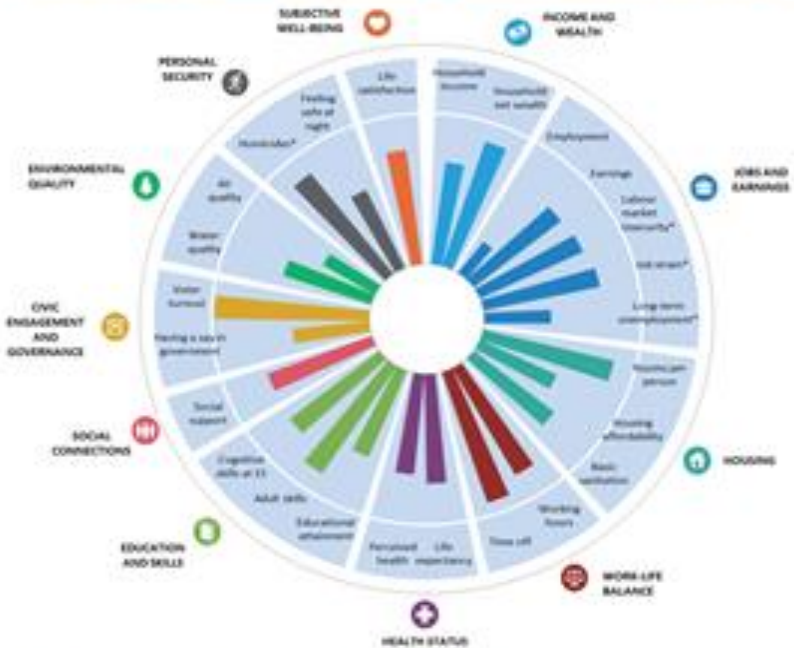 SUBJECTIVE
WELL-BEING
INCOME AND
WEALTH
PERSONAL
SECURITY
Life
satisfaction
Household
income
Household
net wealth
Feeling
safe at
night
Homicides*
Employment
ENVIRONMENTAL
QUALITY
Air
quality
Earnings
JOBS AND
EARNINGS
Labour
market
insecurity*
Water
quality
Job strain*
CIVIC
ENGAGEMENT
AND
GOVERNANCE
Voter
turnout
Long-term
unemployment*
Having a say in
government
Rooms per
person
Social
support
SOCIAL
CONNECTIONS
Housing
affordability
HOUSING
Cognitive
skills at 15
Basic
sanitation
Adult skills
Working
hours
Educational
attainment
Time off
EDUCATION
AND SKILLS
Perceived
health
Life
expectancy
WORK-LIFE
BALANCE
HEALTH STATUS